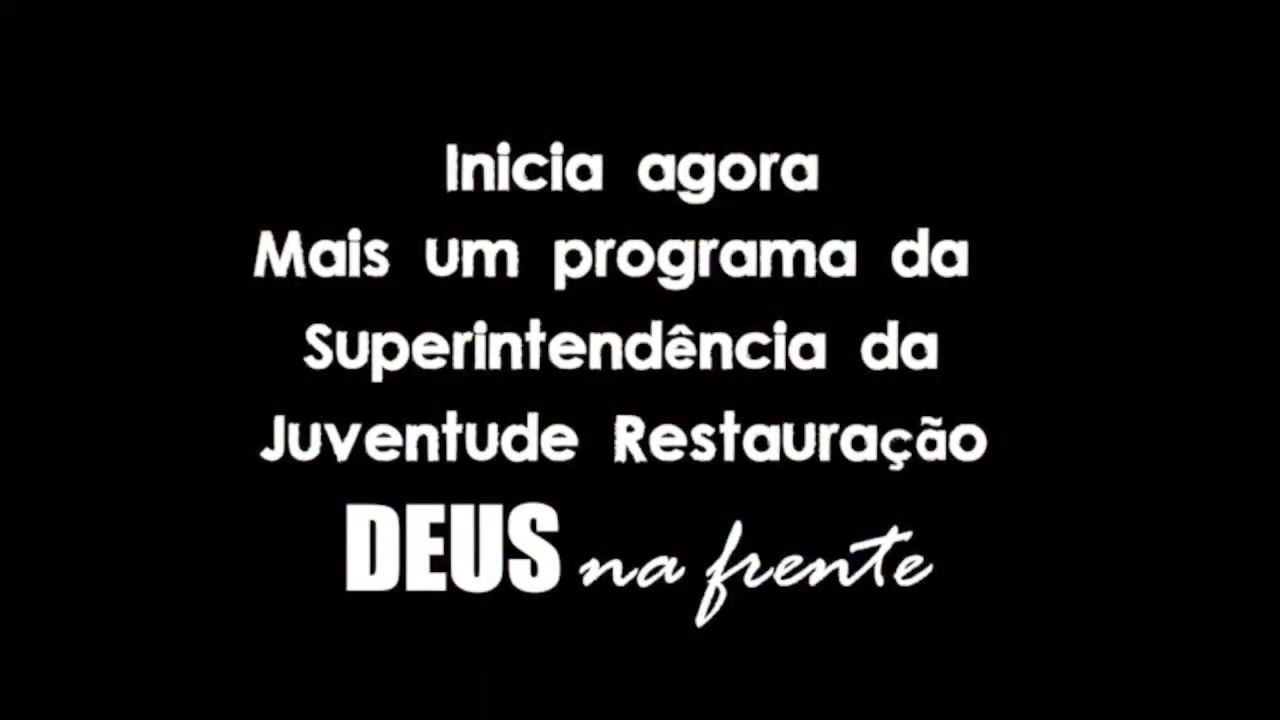 Inicia agora
Mais um programa da
Superintendência da
Juventude Restauração
DEUS na frente